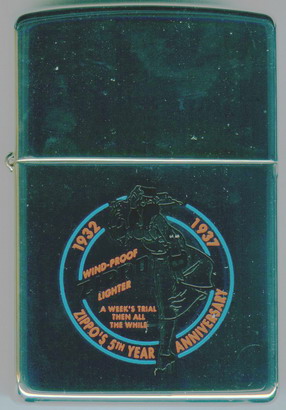 1932
1937
WIND-PROOF
LIGHTER
A WEEK'S TRIAL
THEN ALL
THE WHILE
ZIPPO'S 5TH YEAR ANNIVERSARY